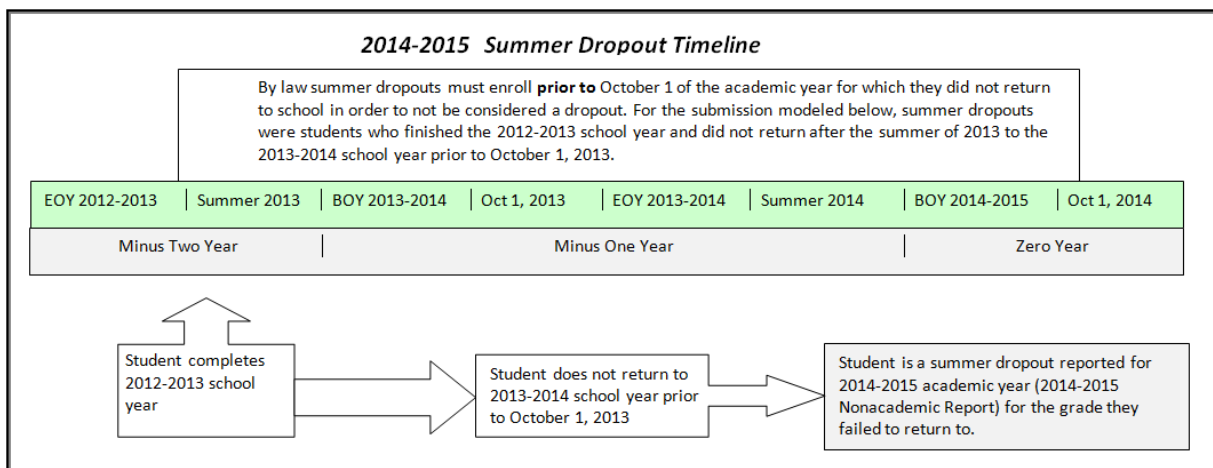 2014-2015 Summer Dropout Timeline
By law summer dropouts must enroll prior to October 1 of the academic year for which they did not return
to school in order to not be considered a dropout. For the submission modeled below, summer dropouts
were students who finished the 2012-2013 school year and did not return after the summer of 2013 to the
2013-2014 school year prior to October 1, 2013.
EOY 2012-2013 | Summer 2013 | BOY 2013-2014 | Oct 1, 2013 | EOY 2013-2014 | Summer 2014 | BOY 2014-2015 | Oct 1, 2014
Minus Two Year | Minus One Year | Zero Year
Student completes
2012-2013 school
year
Student does not return to
2013-2014 school year prior
to October 1, 2013
Student is a summer dropout reported for
2014-2015 academic year (2014-2015
Nonacademic Report) for the grade they
failed to return to.